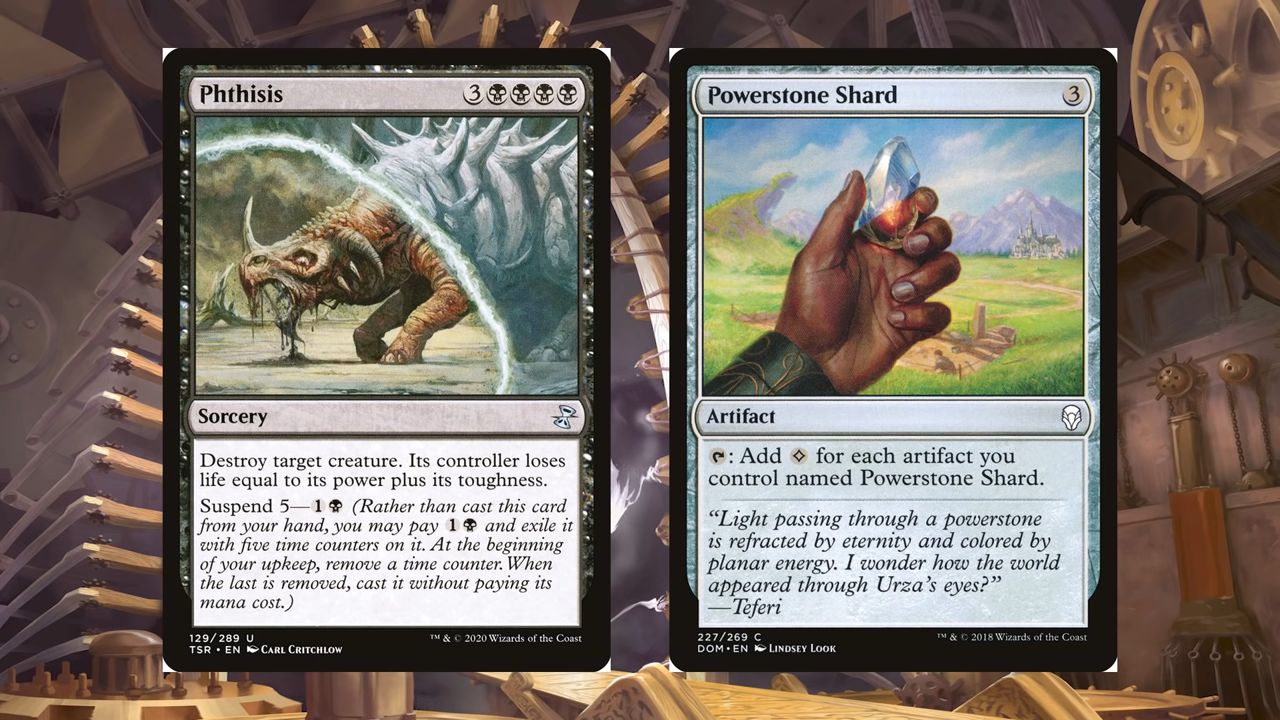 Phthisis 3
Sorcery
Destroy target creature. Its controller loses
life equal to its power plus its toughness.
Suspend 5—1 (Rather than cast this card
from your hand, you may pay 1 and exile it
with five time counters on it. At the beginning
of your upkeep, remove a time counter. When
the last is removed, cast it without paying its
mana cost.)
129/289 U
TSR • EN Carl Critchlow
™ & © 2020 Wizards of the Coast
Powerstone Shard 3
Artifact
: Add for each artifact you
control named Powerstone Shard.
“Light passing through a powerstone
is refracted by eternity and colored by
planar energy. I wonder how the world
appeared through Urza’s eyes?”
—Teferi
227/269 C
DOM • EN Lindsey Look
™ & © 2018 Wizards of the Coast